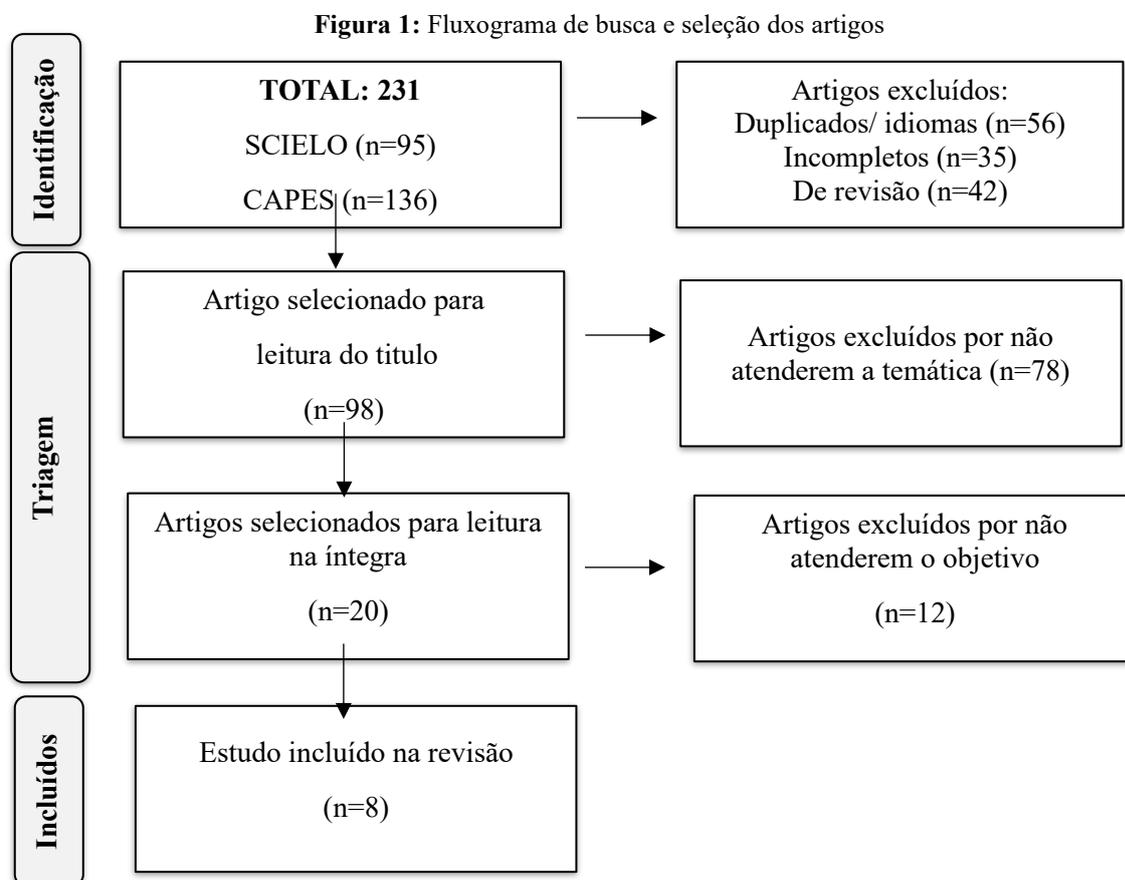 Figura 1: Fluxograma de busca e seleção dos artigos
Identificação
TOTAL: 231
SCIELO (n=95)
CAPES (n=136)
Artigos excluídos:
Duplicados/ idiomas (n=56)
Incompletos (n=35)
De revisão (n=42)
Triagem
Artigo selecionado para
leitura do titulo
(n=98)
Artigos excluídos por não
atenderem a temática (n=78)
Artigos selecionados para leitura
na íntegra
(n=20)
Artigos excluídos por não
atenderem o objetivo
(n=12)
Incluídos
Estudo incluído na revisão
(n=8)